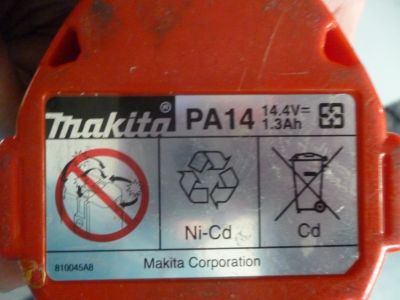 makita® PA14 14.4V⎓
1.3Ah
Ni-Cd
Cd
810045A8
Makita Corporation